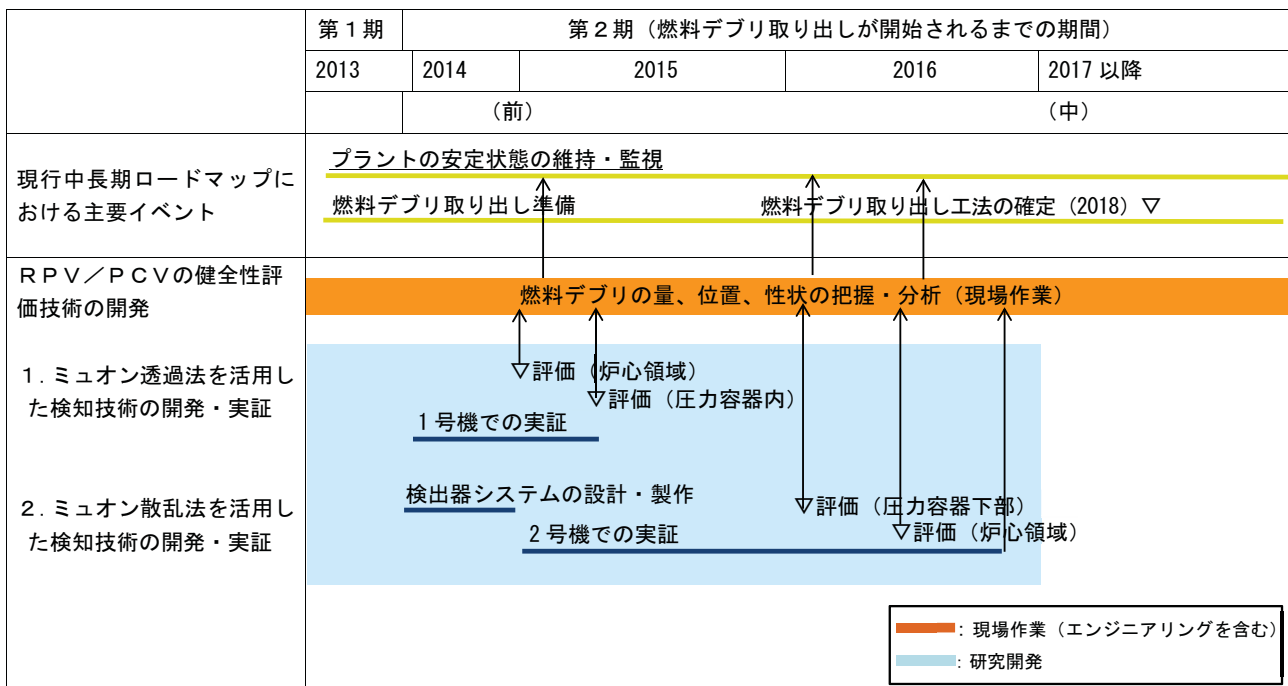 第１期
第２期（燃料デブリ取り出しが開始されるまでの期間）
2013
2014
2015
2016
2017 以降
（前）
（中）
現行中長期ロードマップに
おける主要イベント
プラントの安定状態の維持・監視
燃料デブリ取り出し準備
燃料デブリ取り出し工法の確定（2018）▽
ＲＰＶ／ＰＣＶの健全性評
価技術の開発
燃料デブリの量、位置、性状の把握・分析（現場作業）
１．ミュオン透過法を活用し
た検知技術の開発・実証
▽評価（炉心領域）
▽評価（圧力容器内）
１号機での実証
２．ミュオン散乱法を活用し
た検知技術の開発・実証
検出器システムの設計・製作
▽評価（圧力容器下部）
２号機での実証
▽評価（炉心領域）
：現場作業（エンジニアリングを含む）
：研究開発